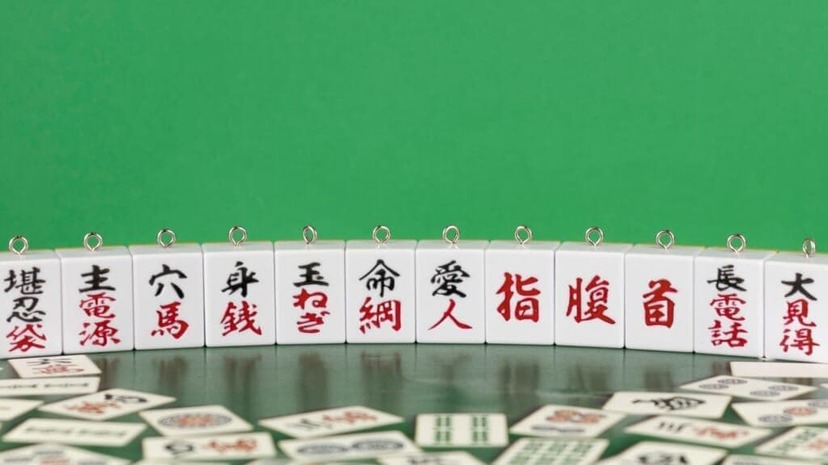 堪忍袋
主電源
穴馬
身銭
玉ねぎ
命綱
愛人
指
腹
首
長電話
大見得